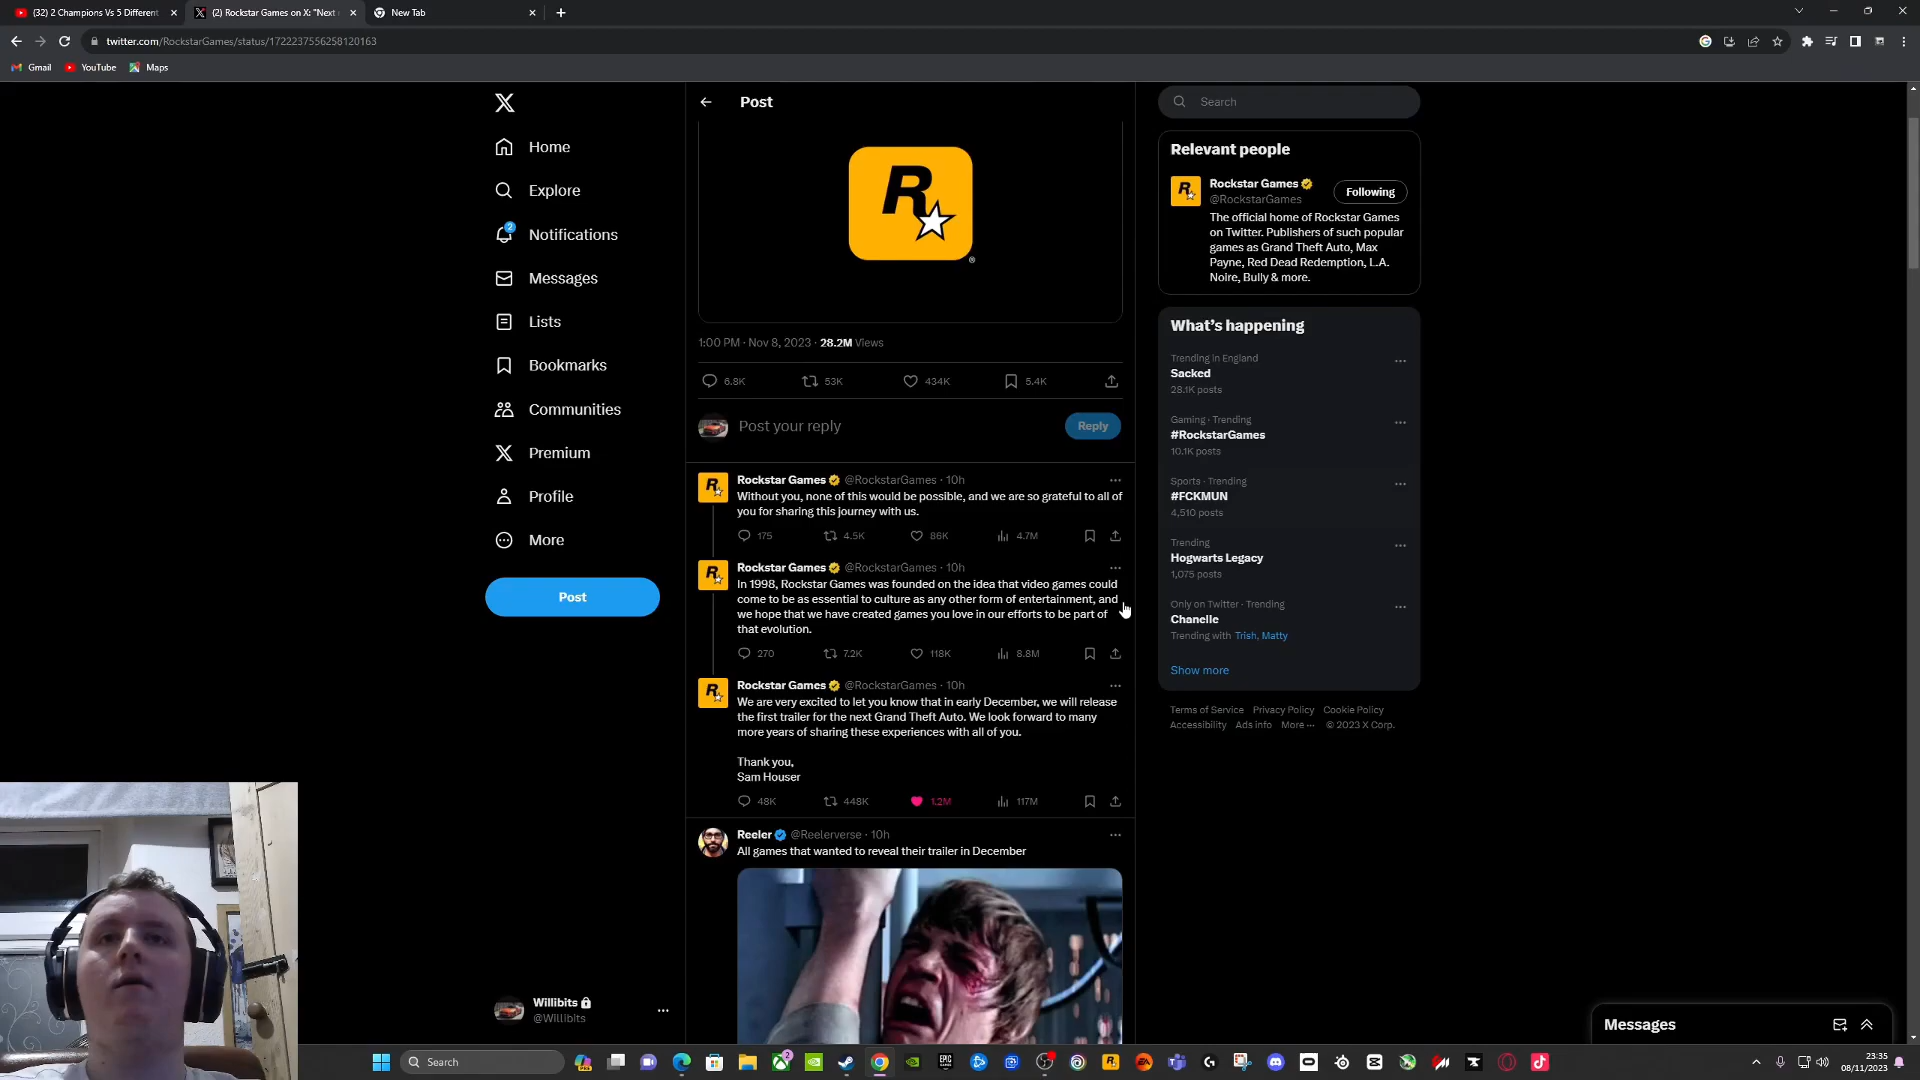 (32) 2 Champions Vs 5 Different
(2) Rockstar Games on X: "Next
New Tab
twitter.com/RockstarGames/status/1722237556258120163
Gmail
YouTube
Maps
Home
Explore
2
Notifications
Messages
Lists
Bookmarks
Communities
Premium
Profile
More
Post
Willibits
@Willibits
Post
R
1:00 PM · Nov 8, 2023 · 28.2M Views
6.8K 53K 434K 5.4K
Post your reply
Reply
Rockstar Games @RockstarGames · 10h
Without you, none of this would be possible, and we are so grateful to all of
you for sharing this journey with us.
175 4.5K 86K 4.7M
Rockstar Games @RockstarGames · 10h
In 1998, Rockstar Games was founded on the idea that video games could
come to be as essential to culture as any other form of entertainment, and
we hope that we have created games you love in our efforts to be part of
that evolution.
270 7.2K 118K 8.8M
Rockstar Games @RockstarGames · 10h
We are very excited to let you know that in early December, we will release
the first trailer for the next Grand Theft Auto. We look forward to many
more years of sharing these experiences with all of you.
Thank you,
Sam Houser
48K 448K 1.2M 117M
Reeler @Reelerverse · 10h
All games that wanted to reveal their trailer in December
Search
Relevant people
Rockstar Games
@RockstarGames
Following
The official home of Rockstar Games
on Twitter. Publishers of such popular
games as Grand Theft Auto, Max
Payne, Red Dead Redemption, L.A.
Noire, Bully & more.
What's happening
Trending in England
Sacked
28.1K posts
Gaming · Trending
#RockstarGames
10.1K posts
Sports · Trending
#FCKMUN
4,510 posts
Trending
Hogwarts Legacy
1,075 posts
Only on Twitter · Trending
Chanelle
Trending with Trish, Matty
Show more
Terms of Service Privacy Policy Cookie Policy
Accessibility Ads info More ··· © 2023 X Corp.
Messages
Search
23:35
08/11/2023